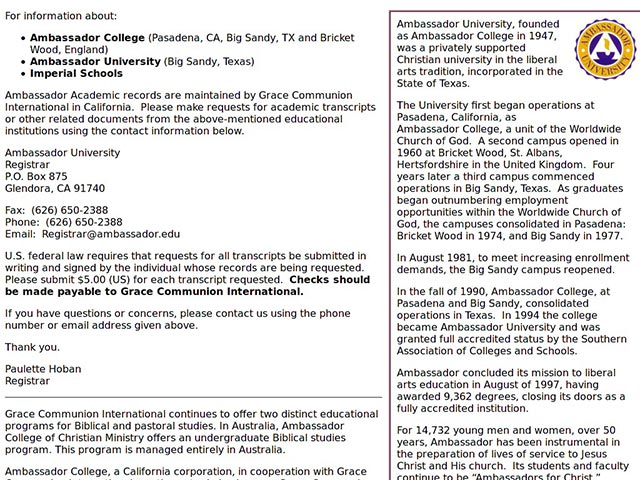 For information about:
• Ambassador College (Pasadena, CA, Big Sandy, TX and Bricket
Wood, England)
• Ambassador University (Big Sandy, Texas)
• Imperial Schools
Ambassador Academic records are maintained by Grace Communion
International in California.  Please make requests for academic transcripts
or other related documents from the above-mentioned educational
institutions using the contact information below.
Ambassador University
Registrar
P.O. Box 875
Glendora, CA 91740
Fax:  (626) 650-2388
Phone:  (626) 650-2388
Email:  Registrar@ambassador.edu
U.S. federal law requires that requests for all transcripts be submitted in
writing and signed by the individual whose records are being requested.
Please submit $5.00 (US) for each transcript requested.  Checks should
be made payable to Grace Communion International.
If you have questions or concerns, please contact us using the phone
number or email address given above.
Thank you.
Paulette Hoban
Registrar
Grace Communion International continues to offer two distinct educational
programs for Biblical and pastoral studies. In Australia, Ambassador
College of Christian Ministry offers an undergraduate Biblical studies
program. This program is managed entirely in Australia.
Ambassador College, a California corporation, in cooperation with Grace
Ambassador University, founded
as Ambassador College in 1947,
was a privately supported
Christian university in the liberal
arts tradition, incorporated in the
State of Texas.
AMBASSADOR
UNIVERSITY
The University first began operations at
Pasadena, California, as
Ambassador College, a unit of the Worldwide
Church of God.  A second campus opened in
1960 at Bricket Wood, St. Albans,
Hertsfordshire in the United Kingdom.  Four
years later a third campus commenced
operations in Big Sandy, Texas.  As graduates
began outnumbering employment
opportunities within the Worldwide Church of
God, the campuses consolidated in Pasadena:
Bricket Wood in 1974, and Big Sandy in 1977.
In August 1981, to meet increasing enrollment
demands, the Big Sandy campus reopened.
In the fall of 1990, Ambassador College, at
Pasadena and Big Sandy, consolidated
operations in Texas.  In 1994 the college
became Ambassador University and was
granted full accredited status by the Southern
Association of Colleges and Schools.
Ambassador concluded its mission to liberal
arts education in August of 1997, having
awarded 9,362 degrees, closing its doors as a
fully accredited institution.
For 14,732 young men and women, over 50
years, Ambassador has been instrumental in
the preparation of lives of service to Jesus
Christ and His church.  Its students and faculty
continue to be “Ambassadors for Christ.”